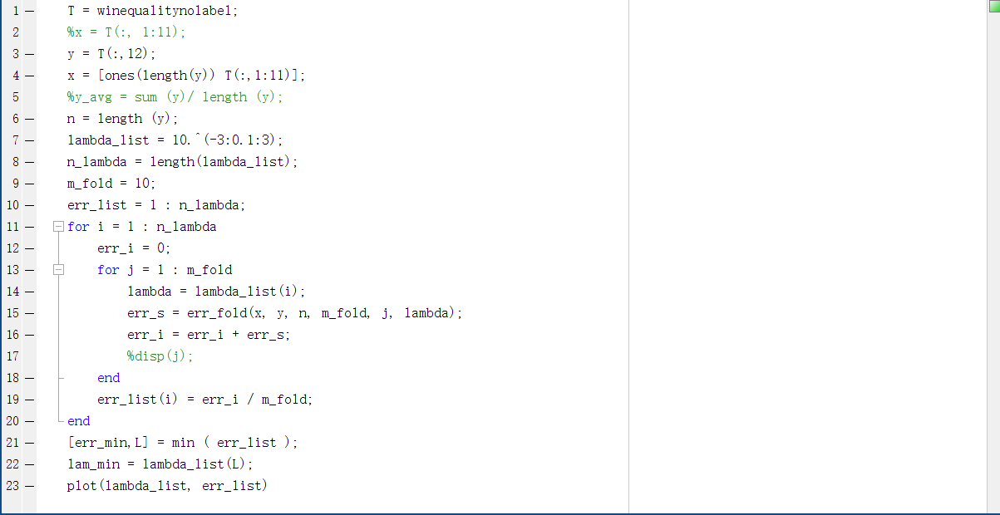 1 T = winequalitynolabel;
2 %x = T(:, 1:11);
3 y = T(:,12);
4 x = [ones(length(y)) T(:,1:11)];
5 %y_avg = sum (y)/ length (y);
6 n = length (y);
7 lambda_list = 10.^(-3:0.1:3);
8 n_lambda = length(lambda_list);
9 m_fold = 10;
10 err_list = 1 : n_lambda;
11 for i = 1 : n_lambda
12 err_i = 0;
13 for j = 1 : m_fold
14 lambda = lambda_list(i);
15 err_s = err_fold(x, y, n, m_fold, j, lambda);
16 err_i = err_i + err_s;
17 %disp(j);
18 end
19 err_list(i) = err_i / m_fold;
20 end
21 [err_min,L] = min ( err_list );
22 lam_min = lambda_list(L);
23 plot(lambda_list, err_list)